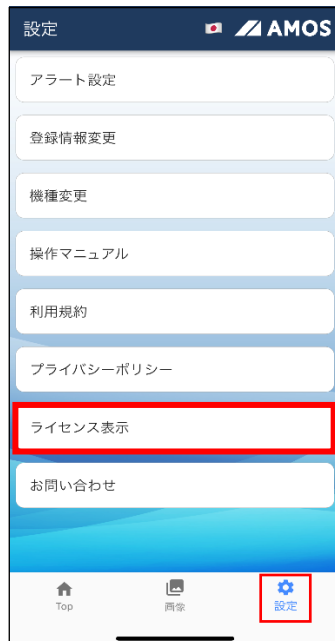 設定 AMOS
アラート設定
登録情報変更
機種変更
操作マニュアル
利用規約
プライバシーポリシー
ライセンス表示
お問い合わせ
Top 画像 設定